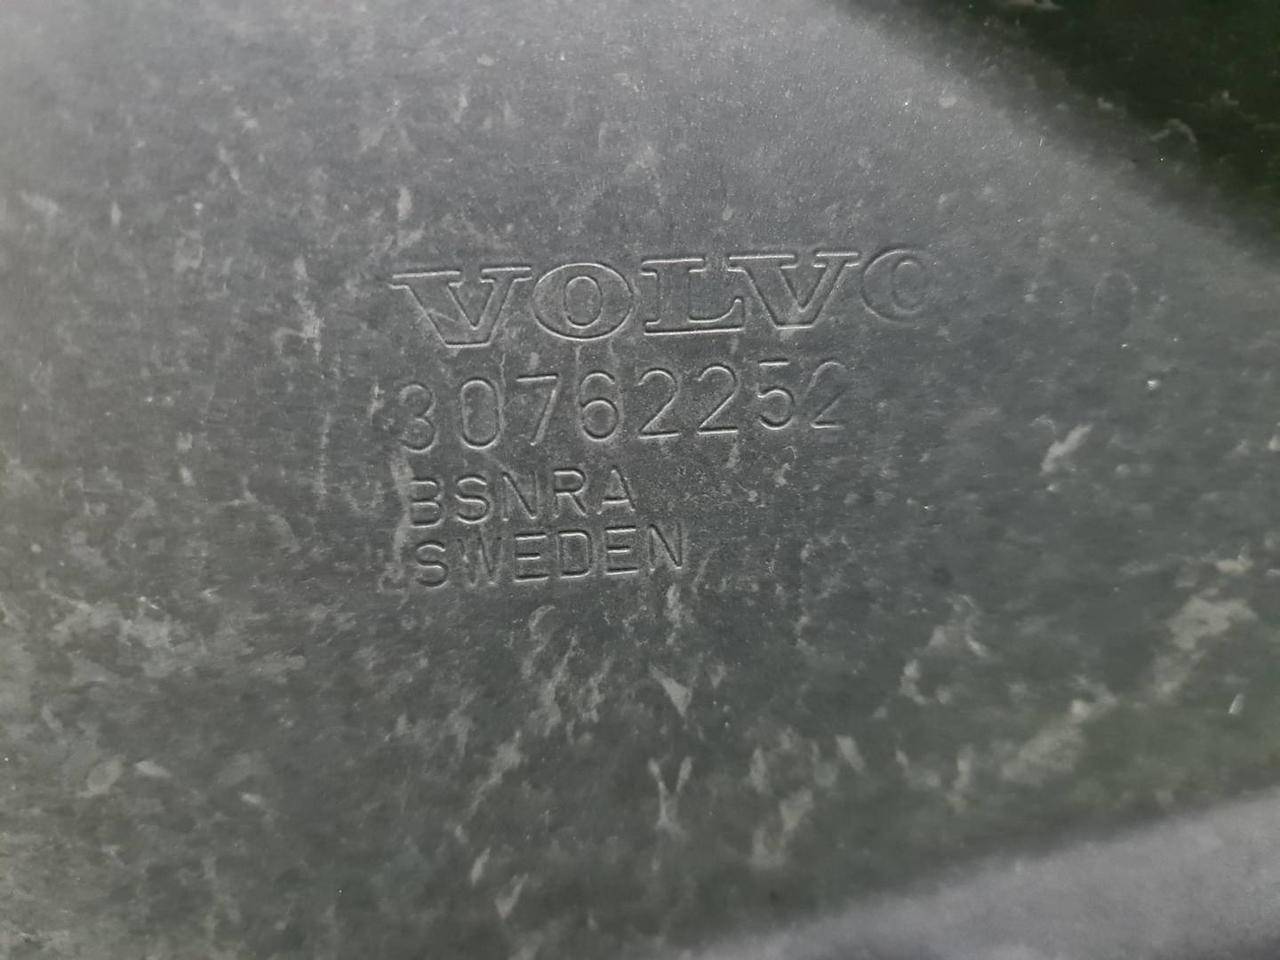 VOLVO
30762252
BSNRA
SWEDEN